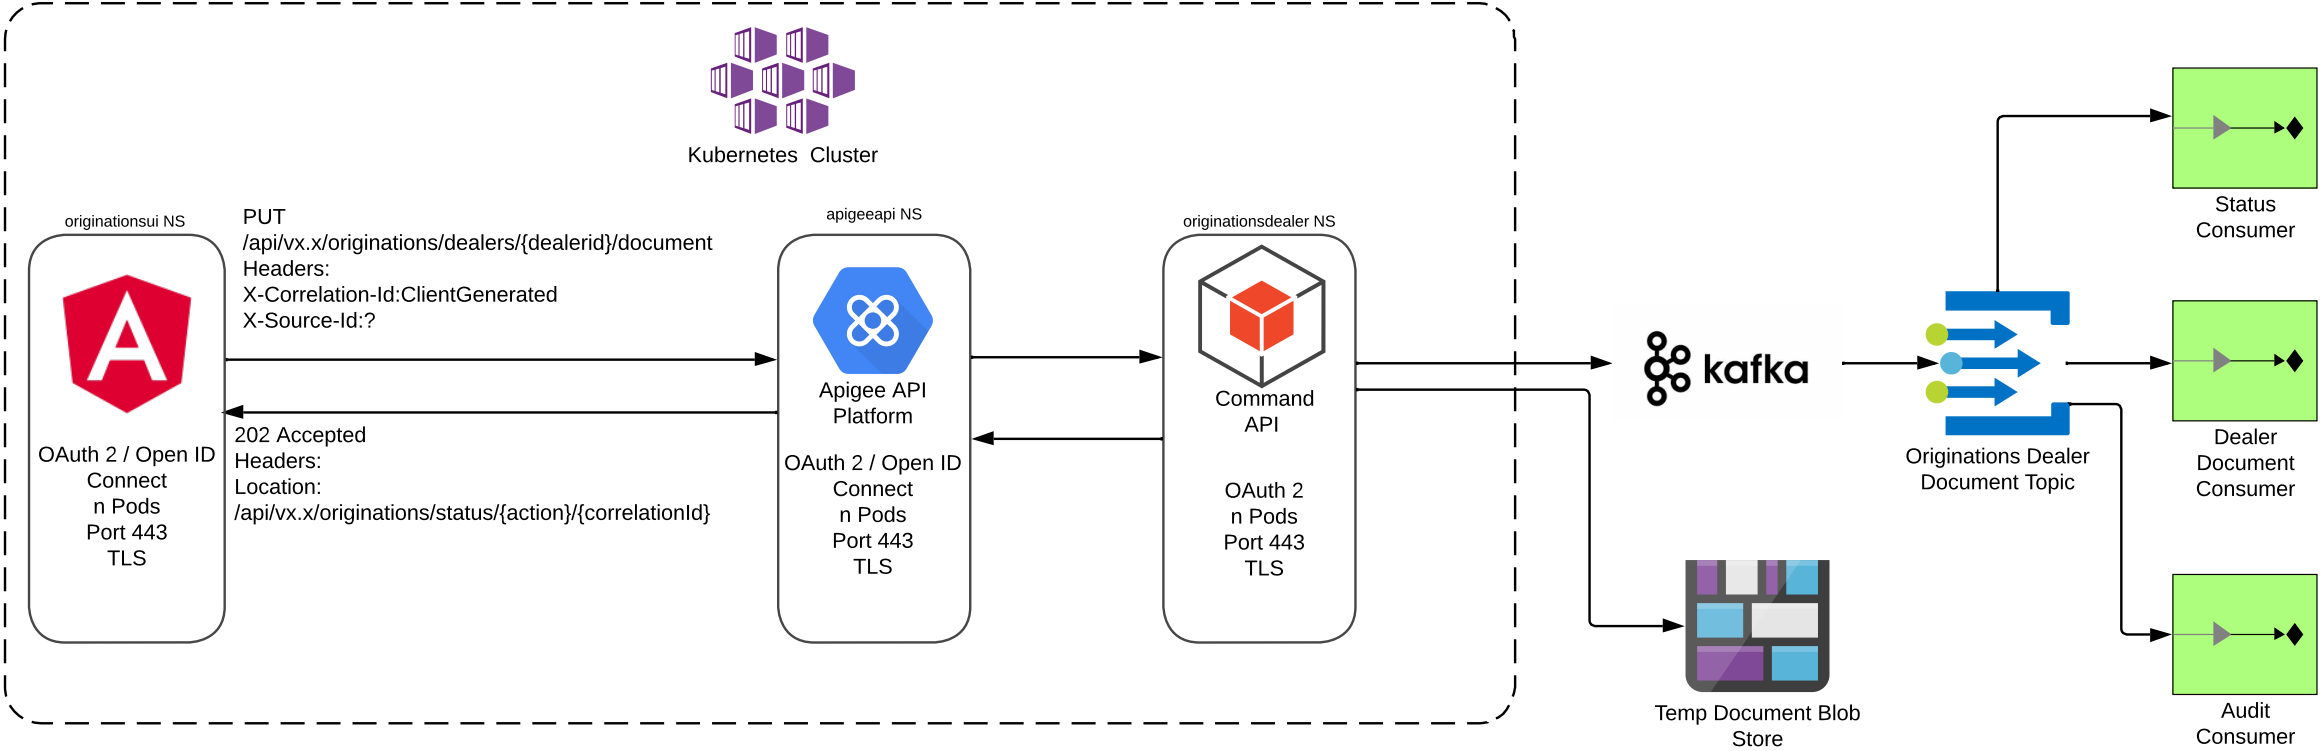 Kubernetes  Cluster
originationsui NS
OAuth 2 / Open ID
Connect
n Pods
Port 443
TLS
PUT
/api/vx.x/originations/dealers/{dealerid}/document
Headers:
X-Correlation-Id:ClientGenerated
X-Source-Id:?
202 Accepted
Headers:
Location:
/api/vx.x/originations/status/{action}/{correlationId}
apigeeapi NS
Apigee API
Platform
OAuth 2 / Open ID
Connect
n Pods
Port 443
TLS
originationsdealer NS
Command
API
OAuth 2
n Pods
Port 443
TLS
kafka
Temp Document Blob
Store
Originations Dealer
Document Topic
Status
Consumer
Dealer
Document
Consumer
Audit
Consumer